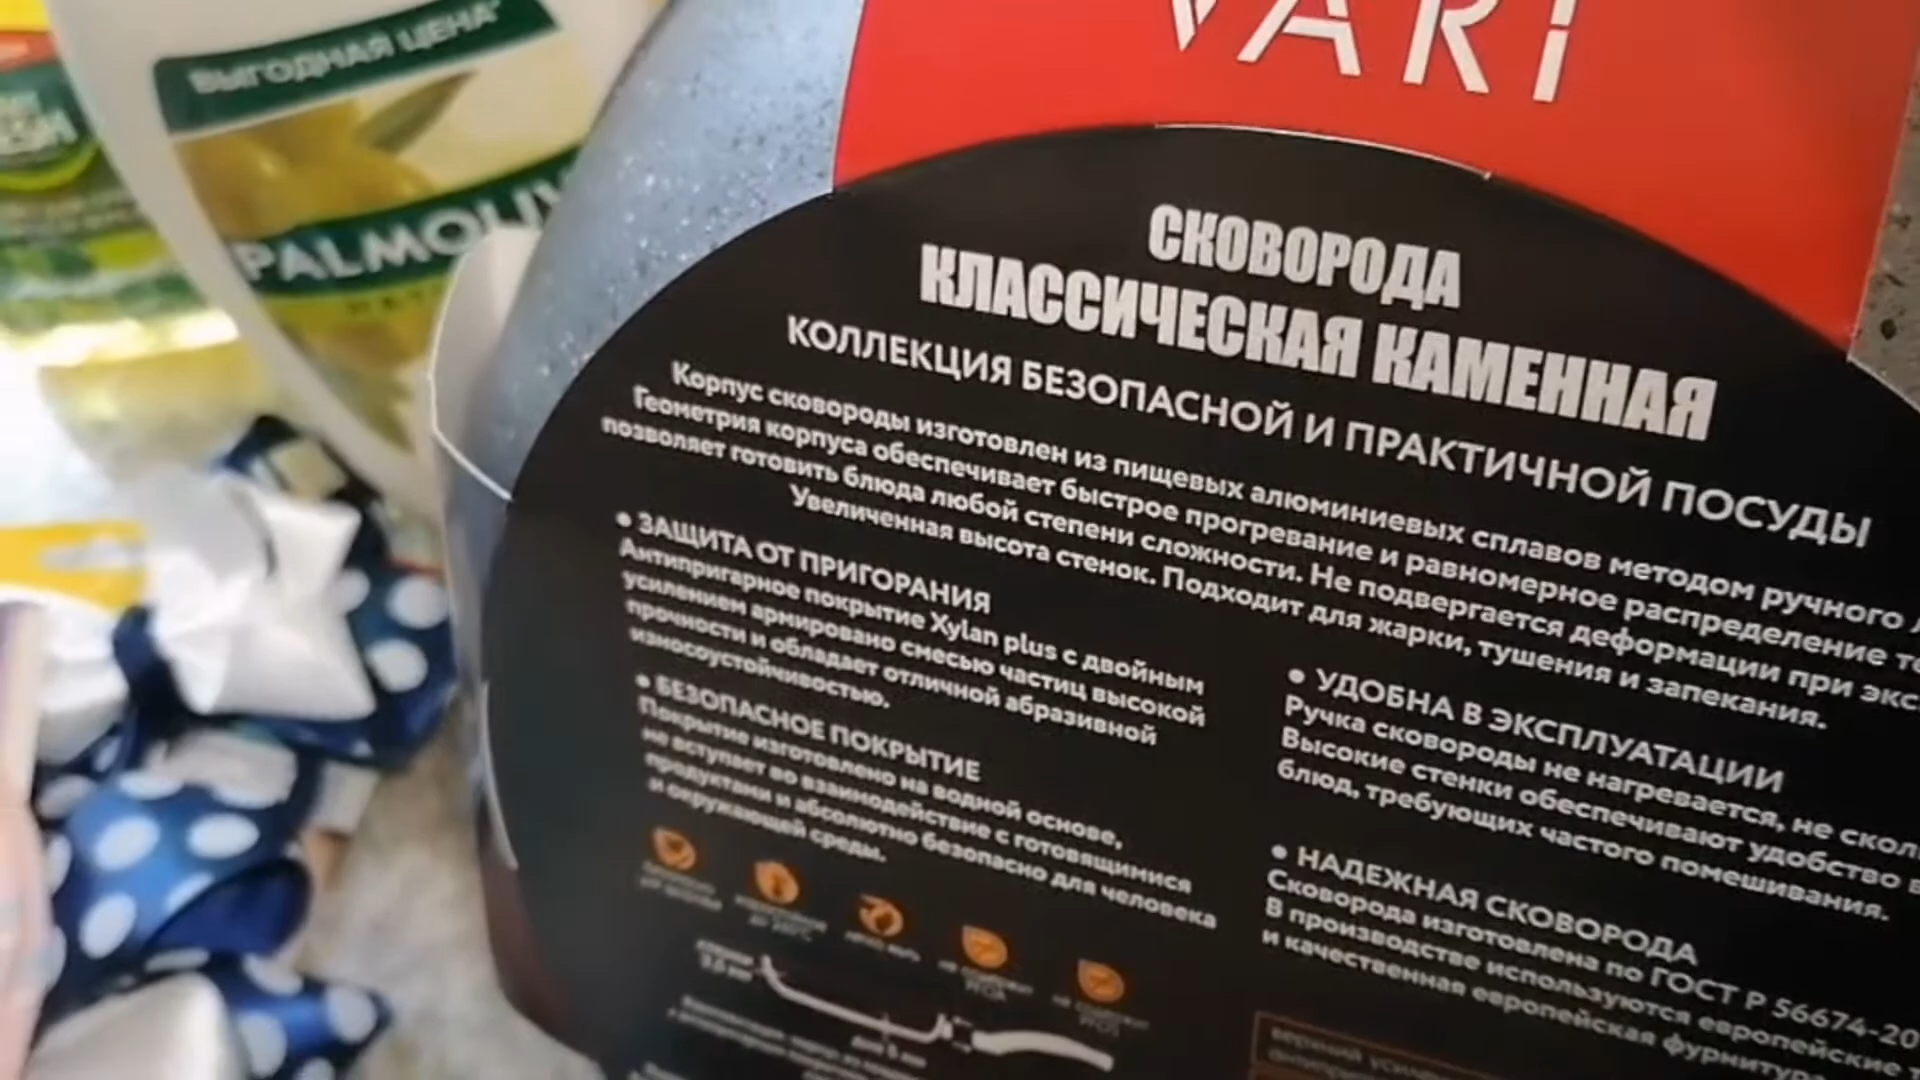 ВЫГОДНАЯ ЦЕНА*
PALMOLIV
VARI
СКОВОРОДА
КЛАССИЧЕСКАЯ КАМЕННАЯ
КОЛЛЕКЦИЯ БЕЗОПАСНОЙ И ПРАКТИЧНОЙ ПОСУДЫ
Корпус сковороды изготовлен из пищевых алюминиевых сплавов методом ручного
Геометрия корпуса обеспечивает быстрое прогревание и равномерное распределение
позволяет готовить блюда любой степени сложности. Не подвергается деформации при
Увеличенная высота стенок. Подходит для жарки, тушения и запекания.
• ЗАЩИТА ОТ ПРИГОРАНИЯ
Антипригарное покрытие Xylan plus с двойным
усилением армировано смесью частиц высокой
прочности и обладает отличной абразивной
износоустойчивостью.
• БЕЗОПАСНОЕ ПОКРЫТИЕ
Покрытие изготовлено на водной основе,
не вступает во взаимодействие с готовящимися
продуктами и абсолютно безопасно для человека
и окружающей среды.
• УДОБНА В ЭКСПЛУАТАЦИИ
Ручка сковороды не нагревается, не
Высокие стенки обеспечивают удобство
блюд, требующих частого помешивания.
• НАДЕЖНАЯ СКОВОРОДА
Сковорода изготовлена по ГОСТ Р 56674-20
В производстве используются европейские
и качественная европейская фурнитура